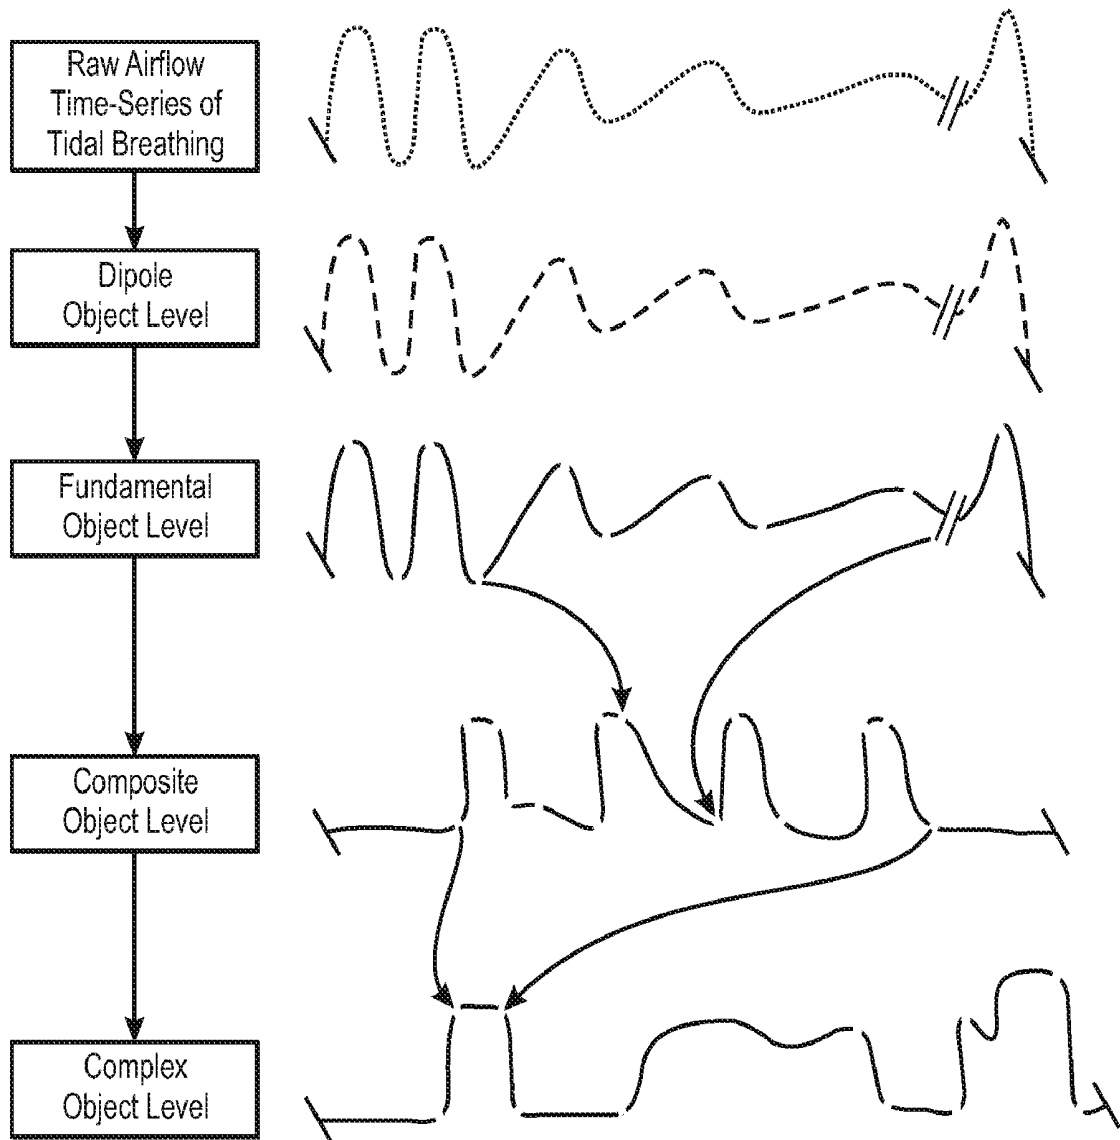 Raw Airflow
Time-Series of
Tidal Breathing
Dipole
Object Level
Fundamental
Object Level
Composite
Object Level
Complex
Object Level